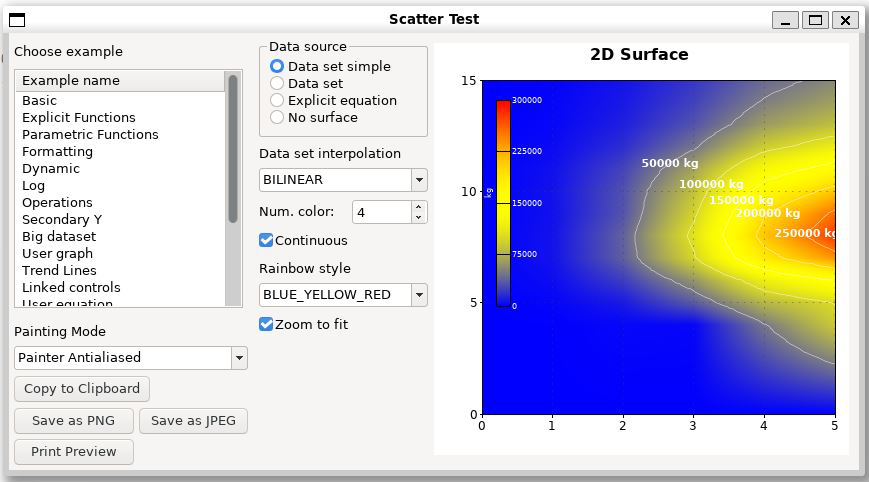 Scatter Test
Choose example
Example name
Basic
Explicit Functions
Parametric Functions
Formatting
Dynamic
Log
Operations
Secondary Y
Big dataset
User graph
Trend Lines
Linked controls
User equation
Painting Mode
Painter Antialiased
Copy to Clipboard
Save as PNG
Save as JPEG
Print Preview
Data source
Data set simple
Data set
Explicit equation
No surface
Data set interpolation
BILINEAR
Num. color:
4
Continuous
Rainbow style
BLUE_YELLOW_RED
Zoom to fit
2D Surface
15
10
5
0
300000
225000
150000
75000
0
kg
50000 kg
100000 kg
150000 kg
200000 kg
250000 kg
0
1
2
3
4
5